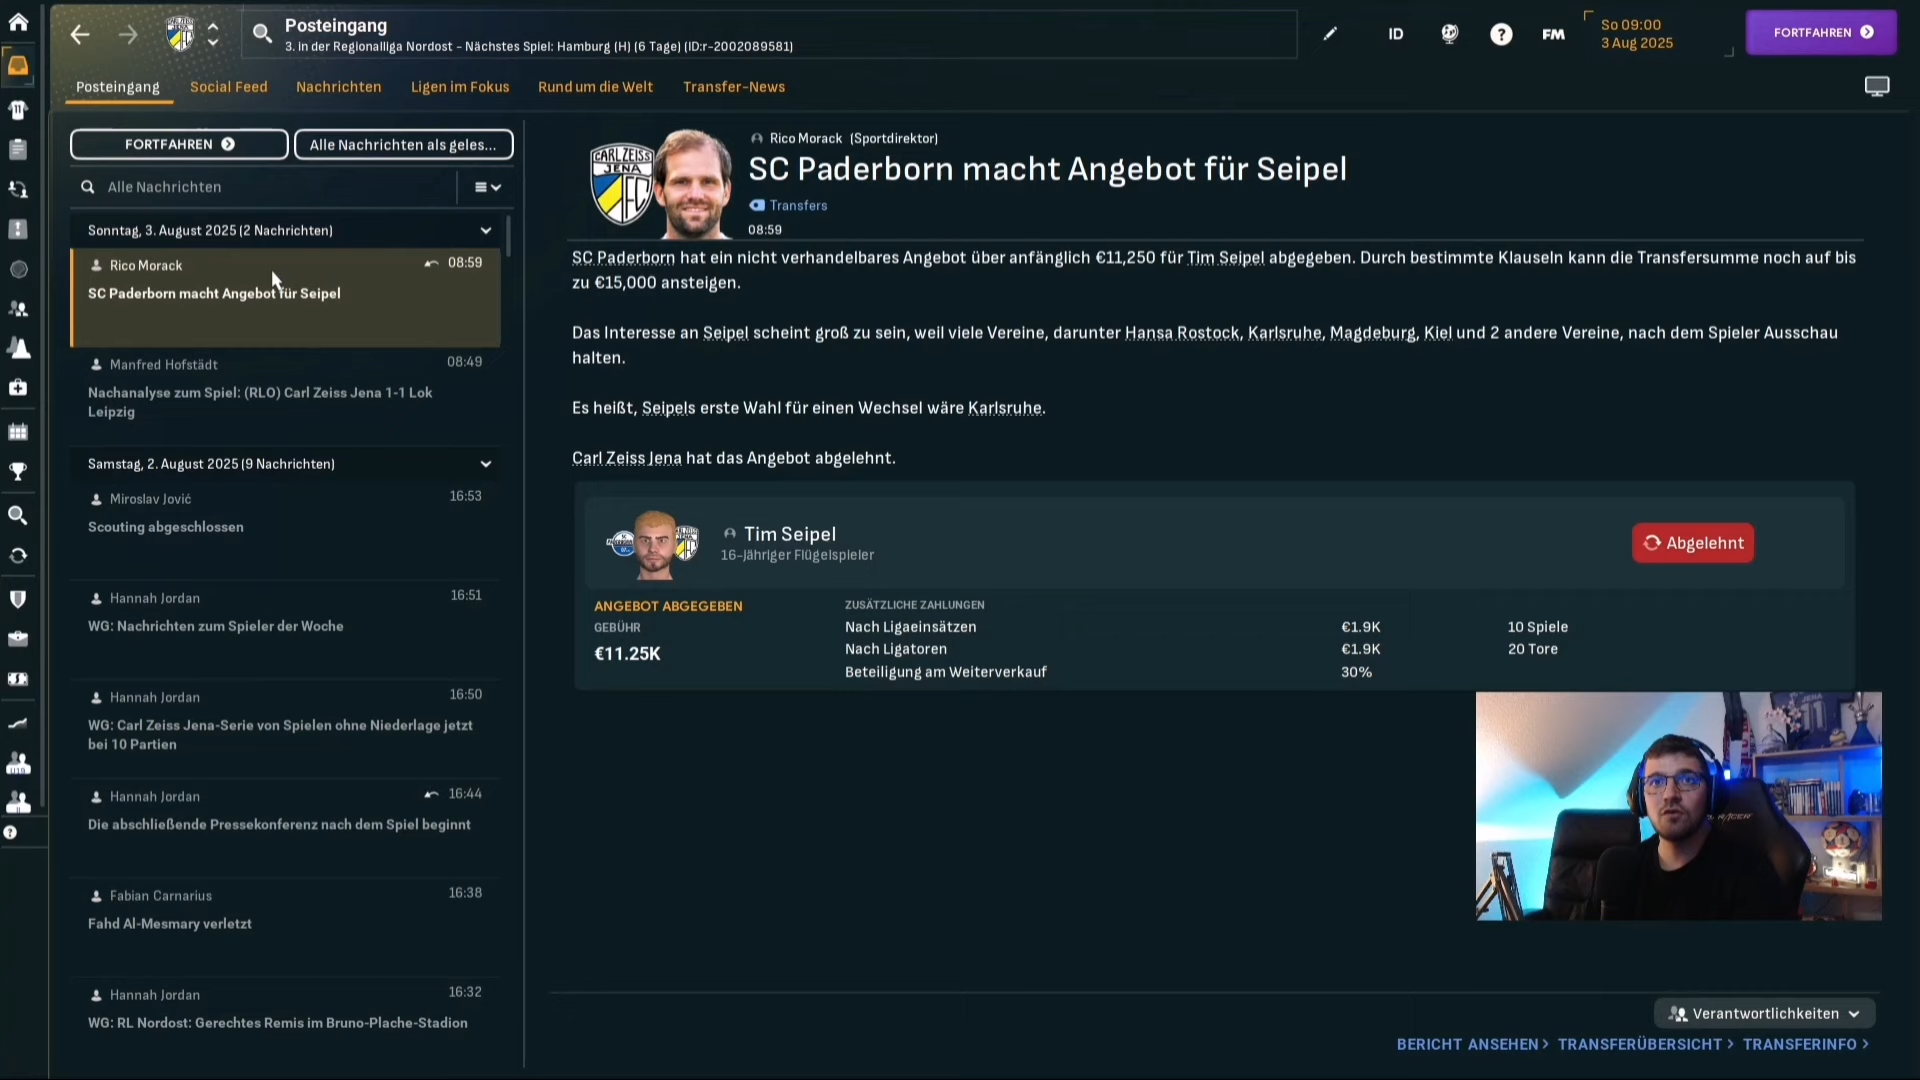 Posteingang
3. in der Regionalliga Nordost - Nächstes Spiel: Hamburg (H) (6 Tage) (ID:r-2002089581)
ID
FM
So 09:00
3 Aug 2025
FORTFAHREN
Posteingang
Social Feed
Nachrichten
Ligen im Fokus
Rund um die Welt
Transfer-News
FORTFAHREN
Alle Nachrichten als geles...
Alle Nachrichten
Sonntag, 3. August 2025 (2 Nachrichten)
Rico Morack
08:59
SC Paderborn macht Angebot für Seipel
Manfred Hofstädt
08:49
Nachanalyse zum Spiel: (RLO) Carl Zeiss Jena 1-1 Lok
Leipzig
Samstag, 2. August 2025 (9 Nachrichten)
Miroslav Jović
16:53
Scouting abgeschlossen
Hannah Jordan
16:51
WG: Nachrichten zum Spieler der Woche
Hannah Jordan
16:50
WG: Carl Zeiss Jena-Serie von Spielen ohne Niederlage jetzt
bei 10 Partien
Hannah Jordan
16:44
Die abschließende Pressekonferenz nach dem Spiel beginnt
Fabian Carnarius
16:38
Fahd Al-Mesmary verletzt
Hannah Jordan
16:32
WG: RL Nordost: Gerechtes Remis im Bruno-Plache-Stadion
CARL ZEISS
JENA
FC
Rico Morack (Sportdirektor)
SC Paderborn macht Angebot für Seipel
Transfers
08:59
SC Paderborn hat ein nicht verhandelbares Angebot über anfänglich €11,250 für Tim Seipel abgegeben. Durch bestimmte Klauseln kann die Transfersumme noch auf bis
zu €15,000 ansteigen.
Das Interesse an Seipel scheint groß zu sein, weil viele Vereine, darunter Hansa Rostock, Karlsruhe, Magdeburg, Kiel und 2 andere Vereine, nach dem Spieler Ausschau
halten.
Es heißt, Seipels erste Wahl für einen Wechsel wäre Karlsruhe.
Carl Zeiss Jena hat das Angebot abgelehnt.
Tim Seipel
16-jähriger Flügelspieler
Abgelehnt
ANGEBOT ABGEGEBEN
GEBÜHR
€11.25K
ZUSÄTZLICHE ZAHLUNGEN
Nach Ligaeinsätzen €1.9K 10 Spiele
Nach Ligatoren €1.9K 20 Tore
Beteiligung am Weiterverkauf 30%
Verantwortlichkeiten
BERICHT ANSEHEN
TRANSFERÜBERSICHT
TRANSFERINFO